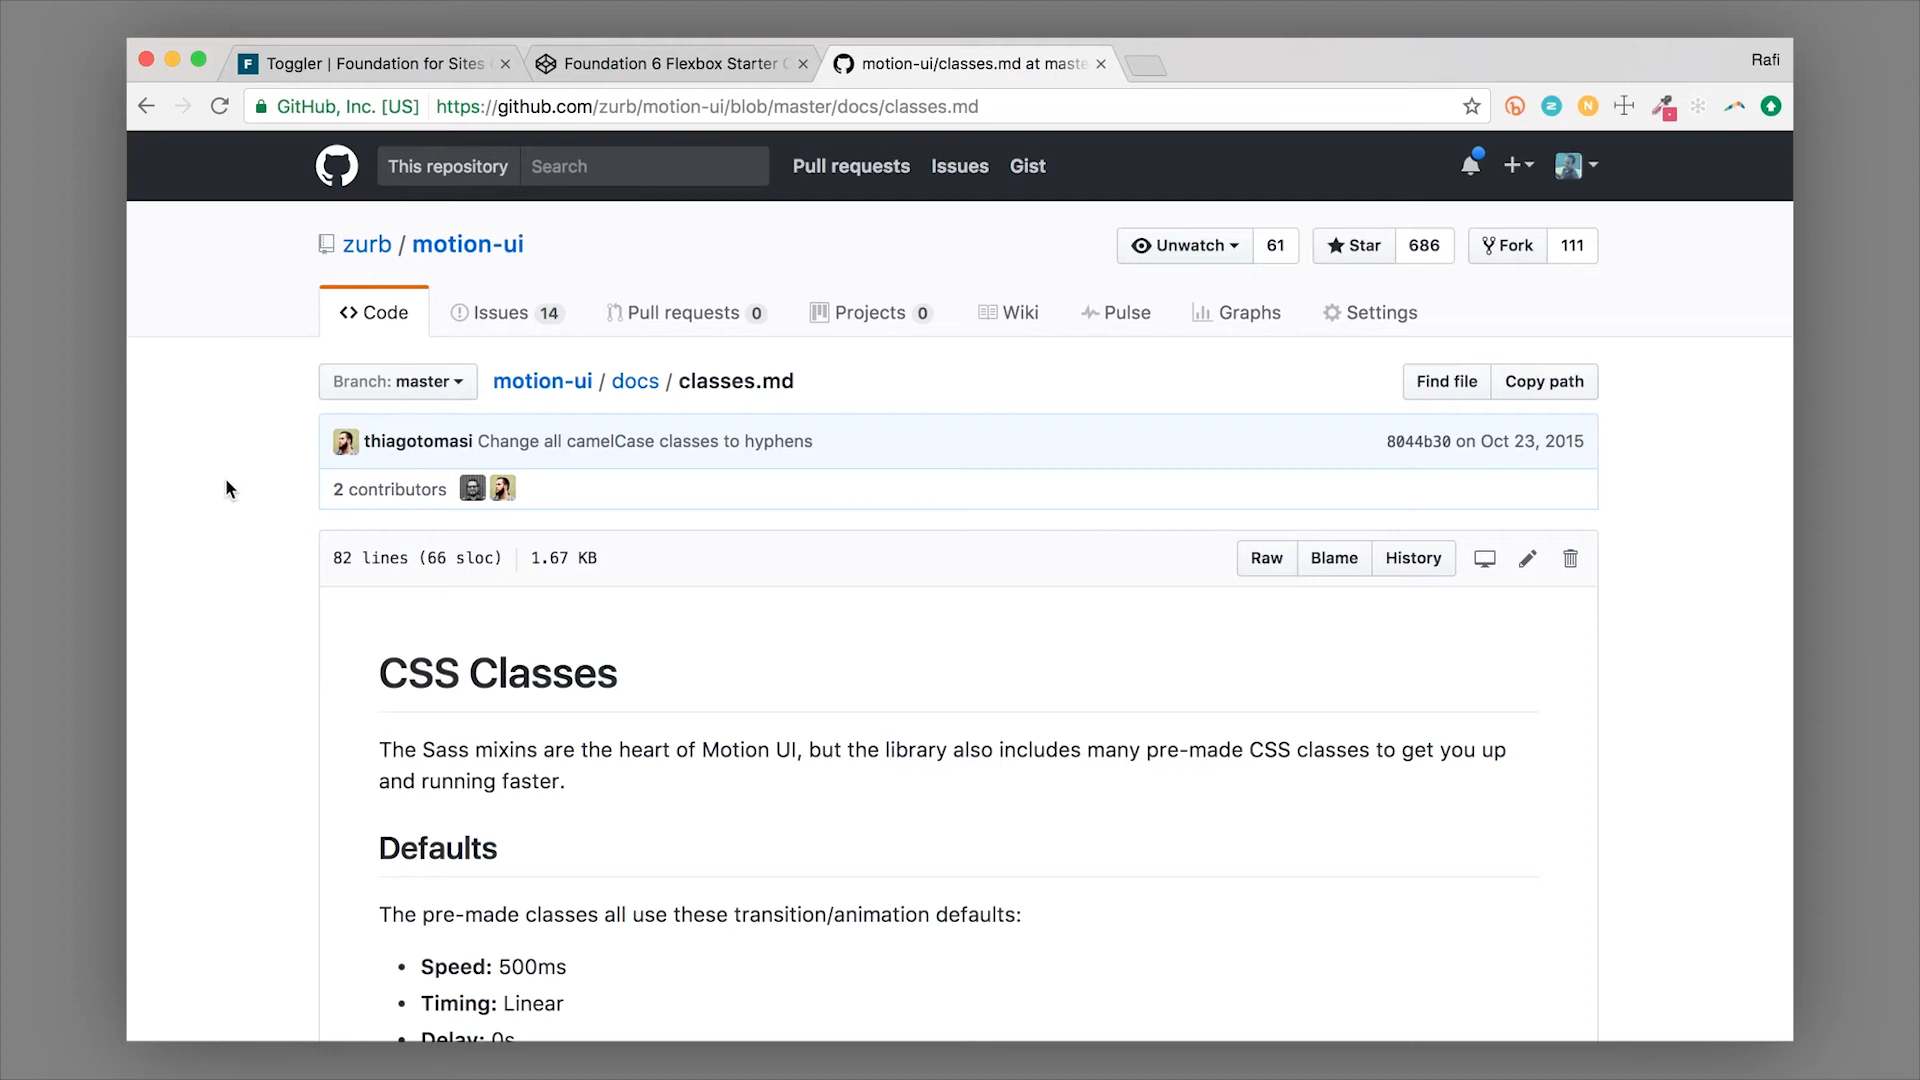 Toggler | Foundation for Sites
Foundation 6 Flexbox Starter
motion-ui/classes.md at maste
Rafi
GitHub, Inc. [US] https://github.com/zurb/motion-ui/blob/master/docs/classes.md
This repository Search Pull requests Issues Gist
zurb / motion-ui
Unwatch 61 Star 686 Fork 111
Code Issues 14 Pull requests 0 Projects 0 Wiki Pulse Graphs Settings
Branch: master motion-ui / docs / classes.md Find file Copy path
thiagotomasi Change all camelCase classes to hyphens 8044b30 on Oct 23, 2015
2 contributors
82 lines (66 sloc) 1.67 KB Raw Blame History
CSS Classes
The Sass mixins are the heart of Motion UI, but the library also includes many pre-made CSS classes to get you up
and running faster.
Defaults
The pre-made classes all use these transition/animation defaults:
• Speed: 500ms
• Timing: Linear
• Delay: 0s